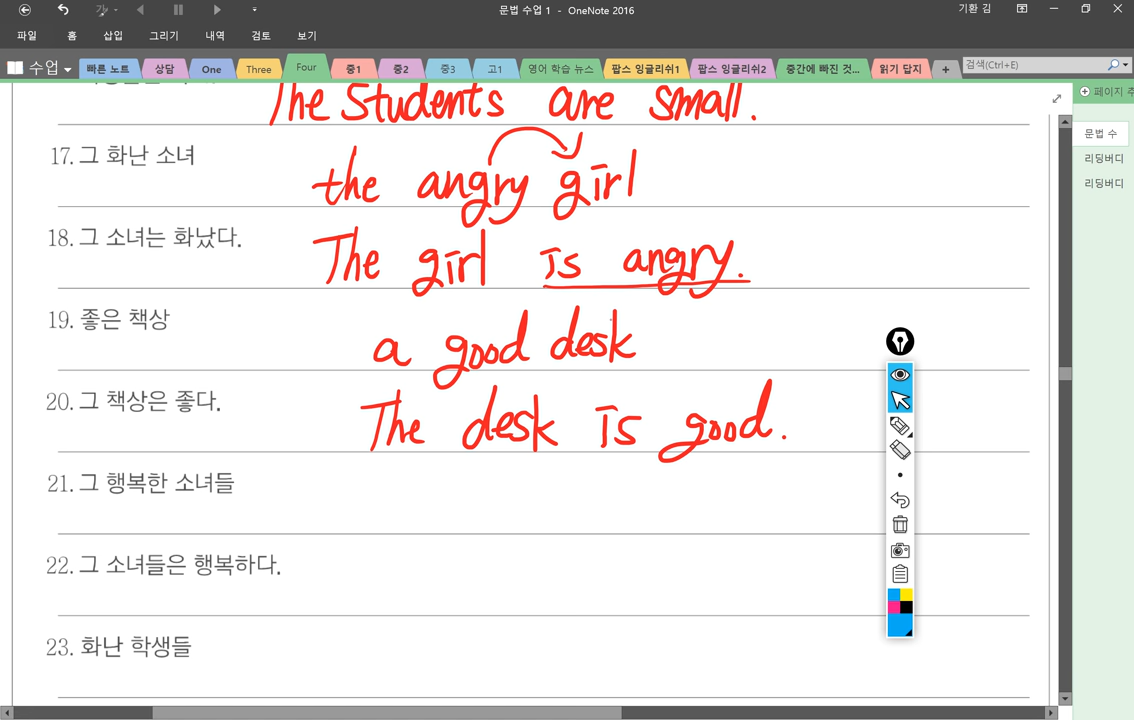 문법 수업 1 - OneNote 2016
기환 김
파일 홈 삽입 그리기 내역 검토 보기
수업 빠른 노트 상담 One Three Four 중1 중2 중3 고1 영어 학습 뉴스 팝스 잉글리쉬1 팝스 잉글리쉬2 중간에 빠진 것... 읽기 답지 + 검색(Ctrl+E)
페이지 추
문법 수
리딩버디
리딩버디
The students are small.
17. 그 화난 소녀
the angry girl
18. 그 소녀는 화났다.
The girl is angry.
19. 좋은 책상
a good desk
20. 그 책상은 좋다.
The desk is good.
21. 그 행복한 소녀들
22. 그 소녀들은 행복하다.
23. 화난 학생들